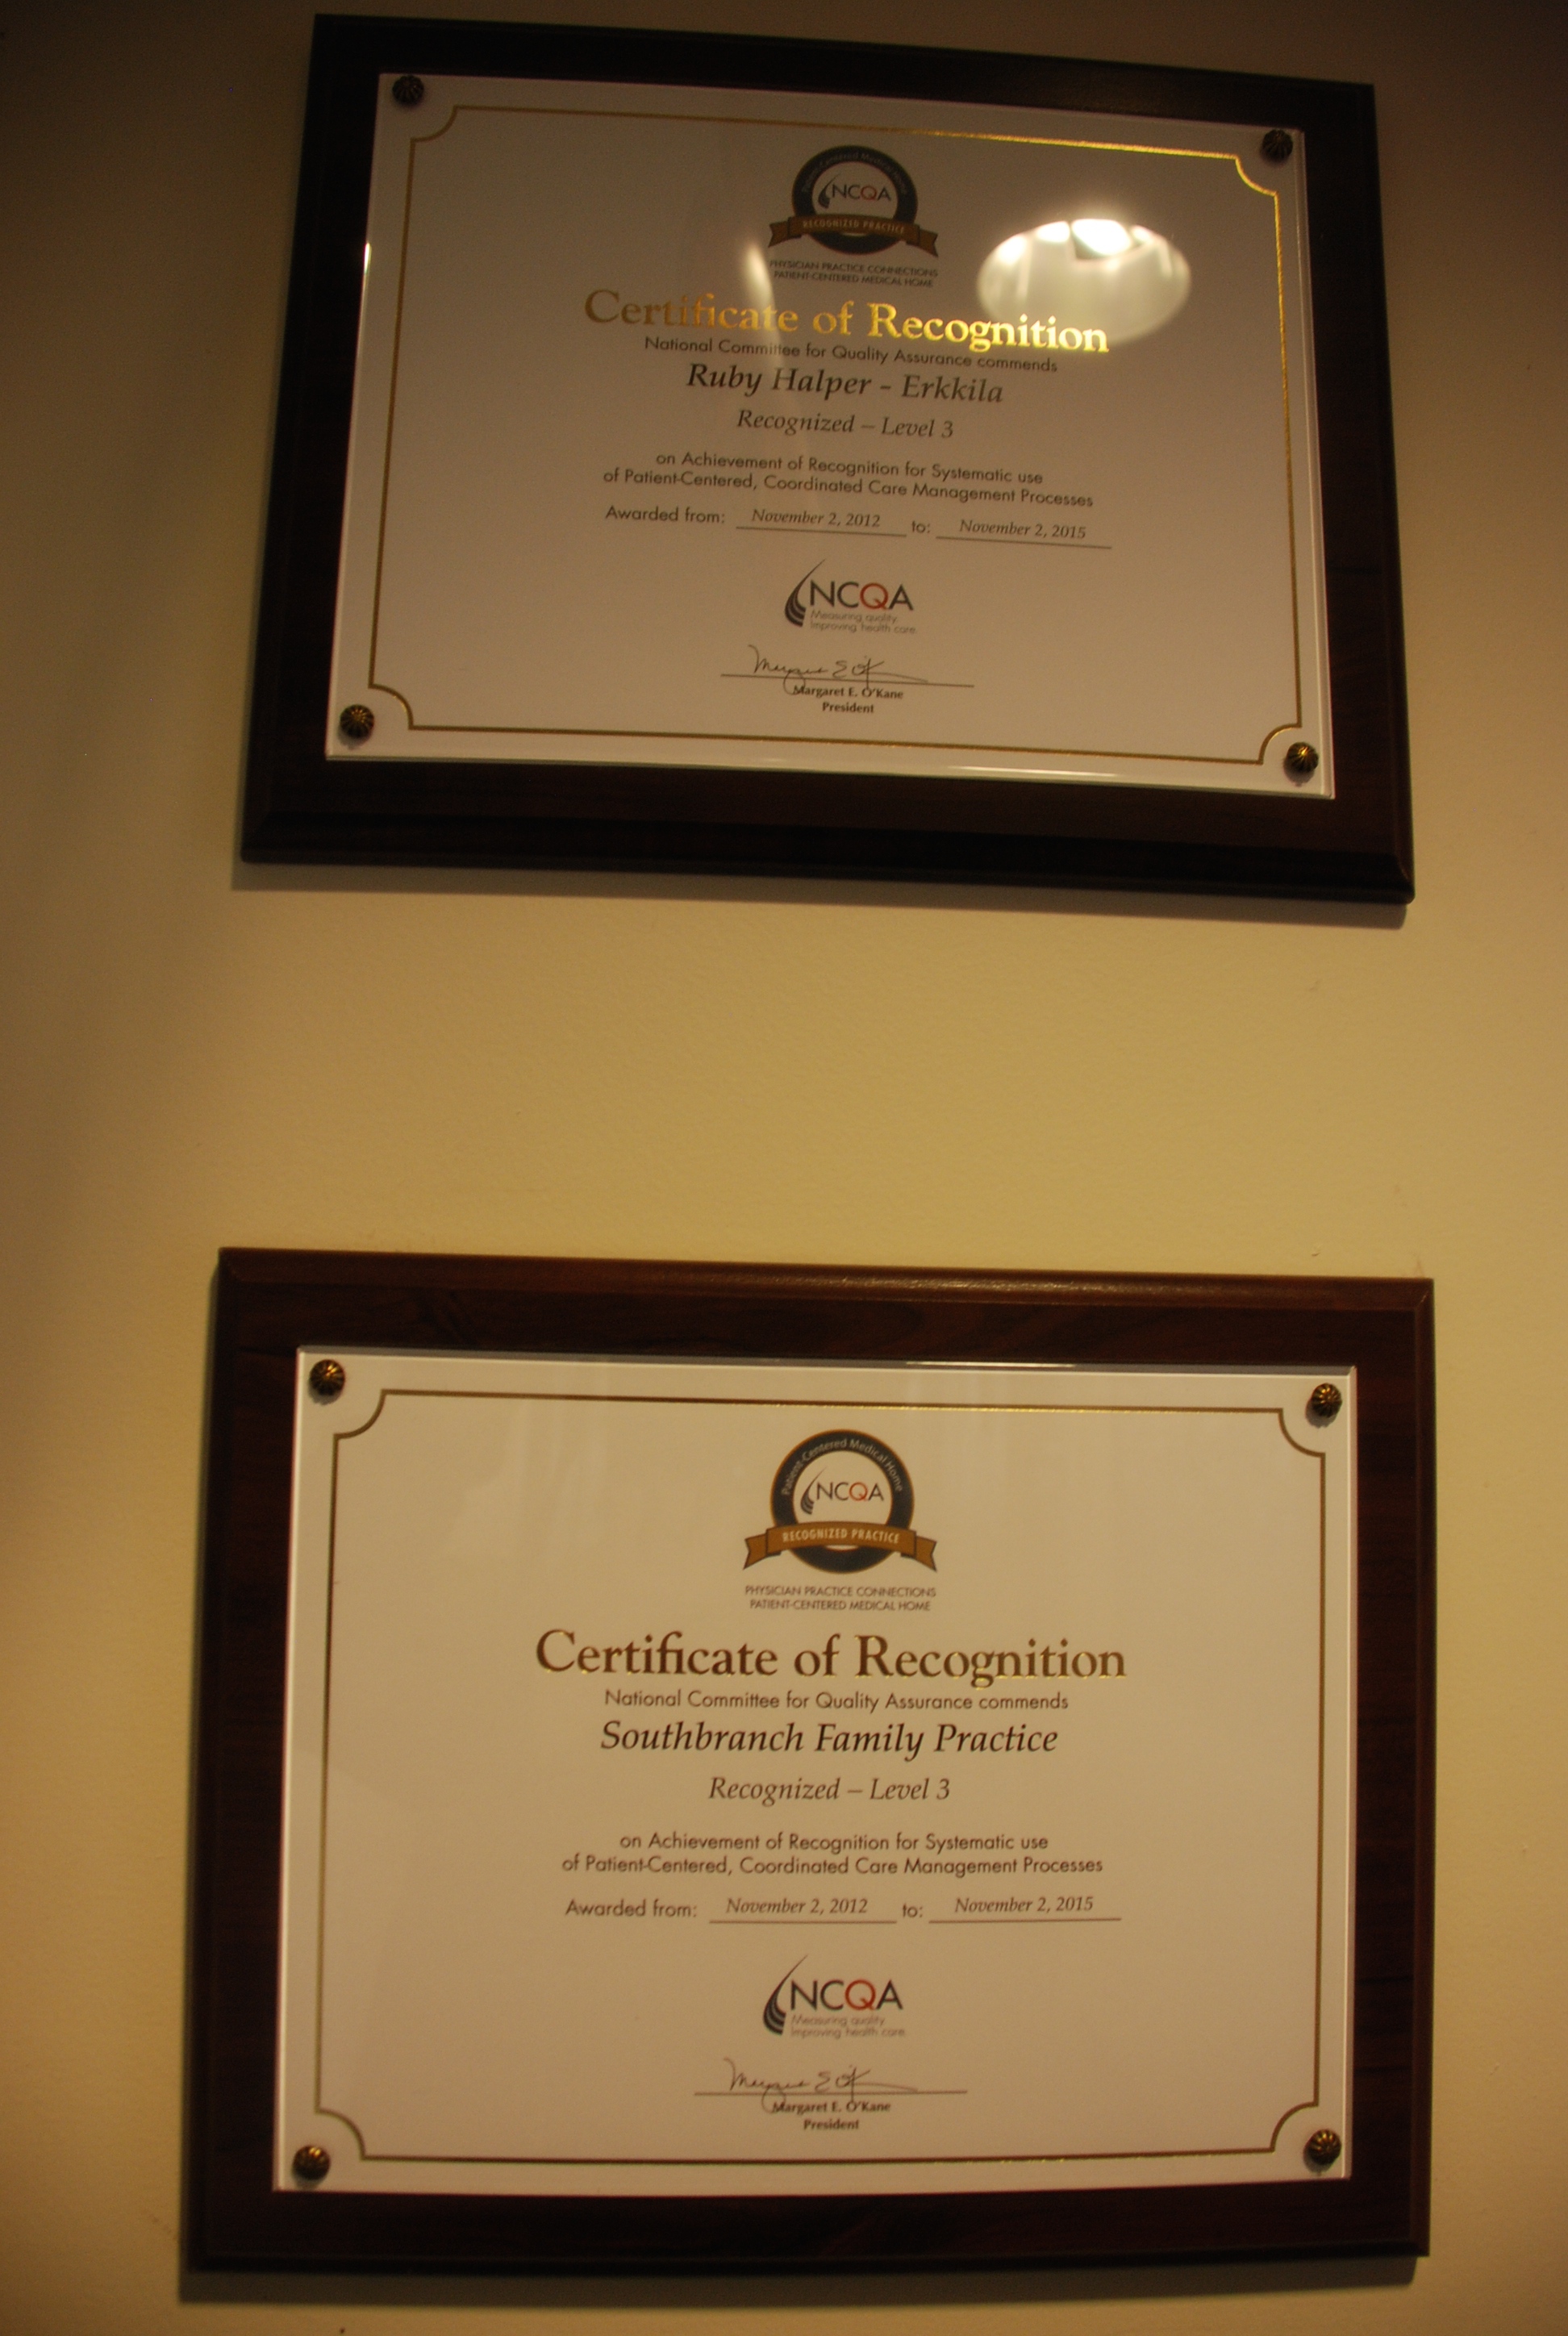 Patient-Centered Medical Home
NCQA
RECOGNIZED PRACTICE
PHYSICIAN PRACTICE CONNECTIONS
PATIENT-CENTERED MEDICAL HOME
Certificate of Recognition
National Committee for Quality Assurance commends
Ruby Halper - Erkkila
Recognized – Level 3
on Achievement of Recognition for Systematic use
of Patient-Centered, Coordinated Care Management Processes
Awarded from: November 2, 2012 to: November 2, 2015
NCQA
Measuring quality.
Improving health care.
Margaret E. O'Kane
President
Patient-Centered Medical Home
NCQA
RECOGNIZED PRACTICE
PHYSICIAN PRACTICE CONNECTIONS
PATIENT-CENTERED MEDICAL HOME
Certificate of Recognition
National Committee for Quality Assurance commends
Southbranch Family Practice
Recognized – Level 3
on Achievement of Recognition for Systematic use
of Patient-Centered, Coordinated Care Management Processes
Awarded from: November 2, 2012 to: November 2, 2015
NCQA
Measuring quality.
Improving health care.
Margaret E. O'Kane
President